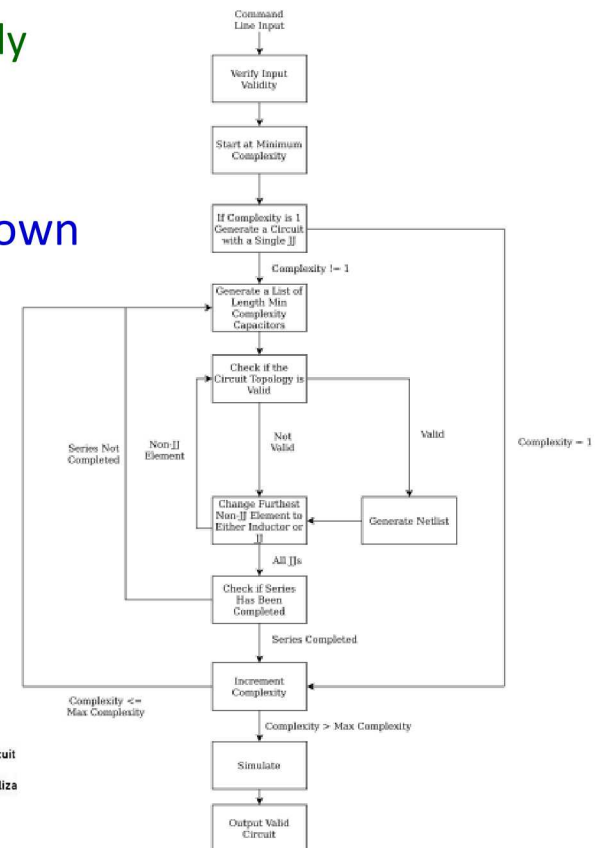 ly
own
Command
Line Input
Verify Input
Validity
Start at Minimum
Complexity
If Complexity is 1
Generate a Circuit
with a Single JJ
Complexity != 1
Generate a List of
Length Min
Complexity
Capacitors
Check if the
Circuit Topology is
Valid
Series Not
Completed
Non-JJ
Element
Not
Valid
Valid
Complexity = 1
Change Furthest
Non-JJ Element to
Either Inductor or
JJ
Generate Netlist
All JJs
Check if Series
Has Been
Completed
Series Completed
Increment
Complexity
Complexity <=
Max Complexity
Complexity > Max Complexity
cuit
Simulate
liza
Output Valid
Circuit